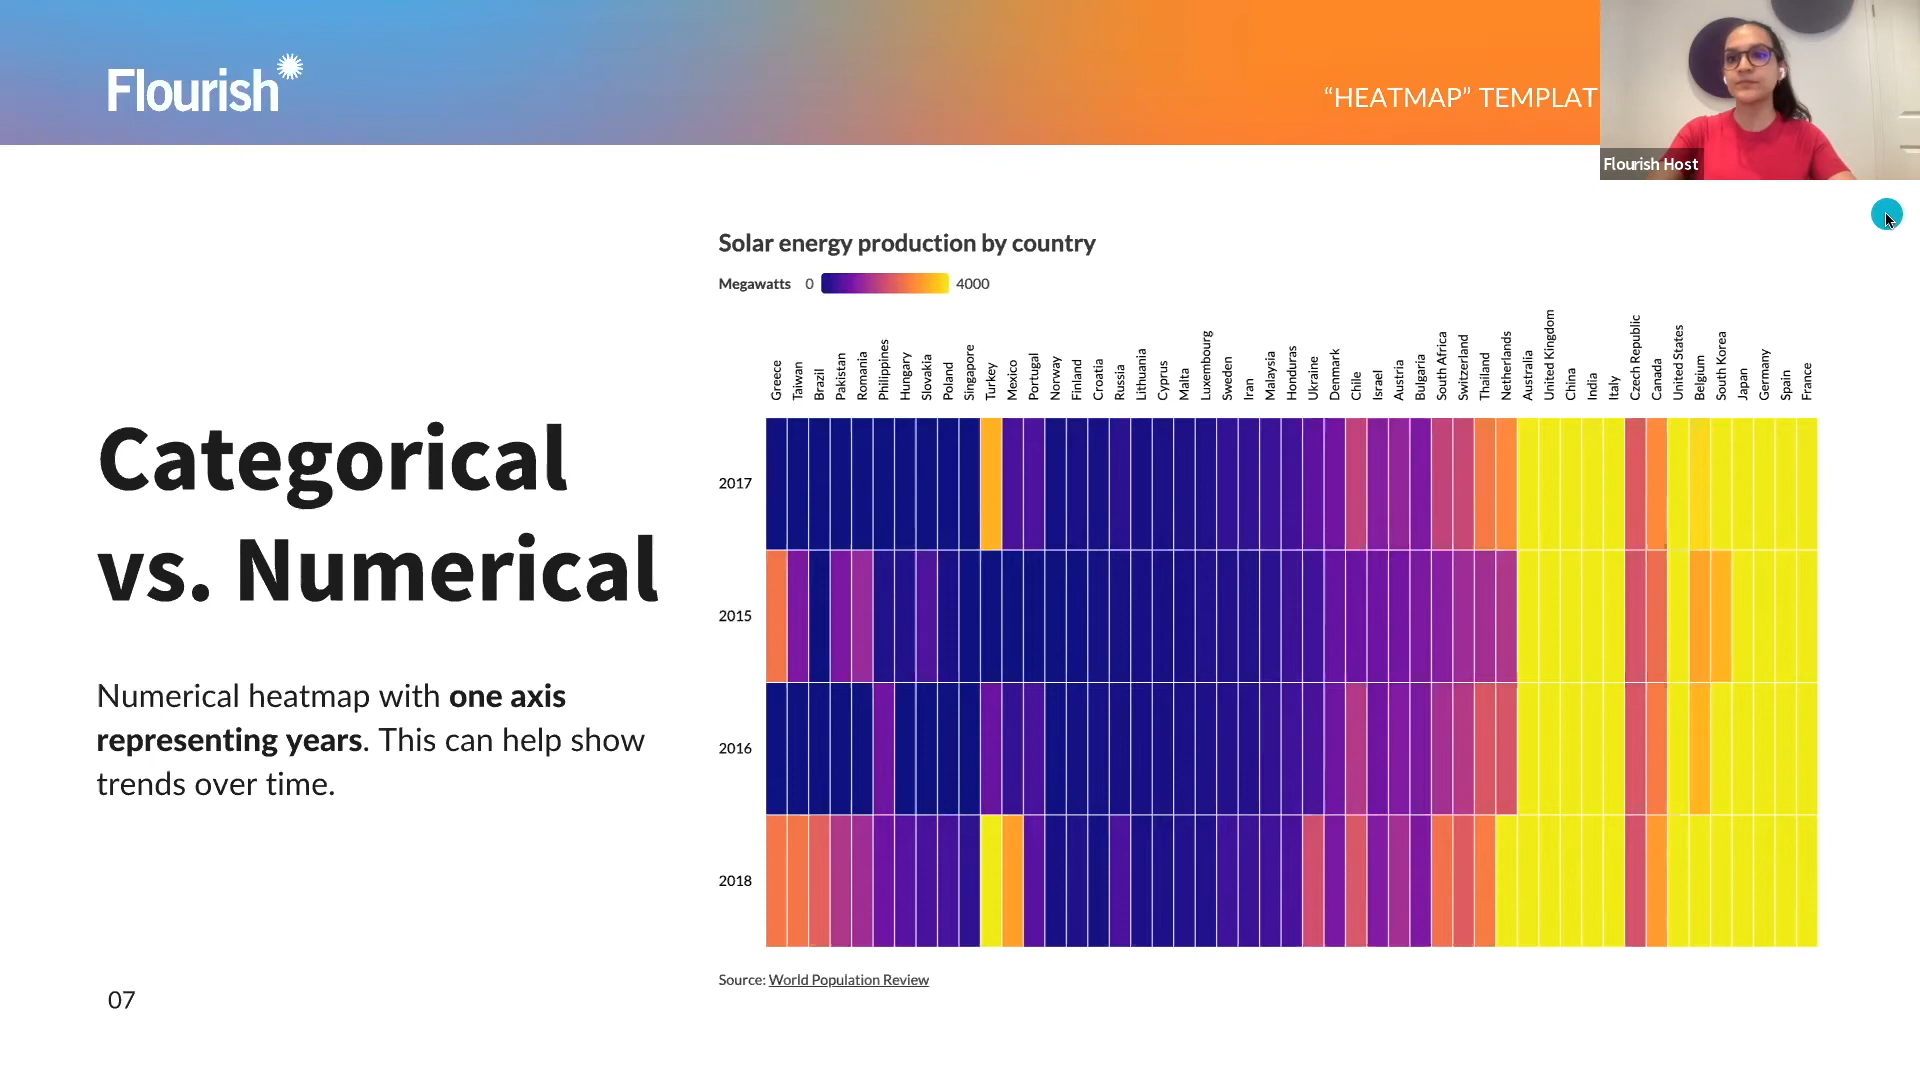 Flourish
“HEATMAP” TEMPLAT
Flourish Host
Categorical
vs. Numerical
Numerical heatmap with one axis
representing years. This can help show
trends over time.
07
Solar energy production by country
Megawatts 0 4000
Greece
Taiwan
Brazil
Pakistan
Romania
Philippines
Hungary
Slovakia
Poland
Singapore
Turkey
Mexico
Portugal
Norway
Finland
Croatia
Russia
Lithuania
Cyprus
Malta
Luxembourg
Sweden
Iran
Malaysia
Honduras
Ukraine
Denmark
Chile
Israel
Austria
Bulgaria
South Africa
Switzerland
Thailand
Netherlands
Australia
United Kingdom
China
India
Italy
Czech Republic
Canada
United States
Belgium
South Korea
Japan
Germany
Spain
France
2017
2015
2016
2018
Source: World Population Review